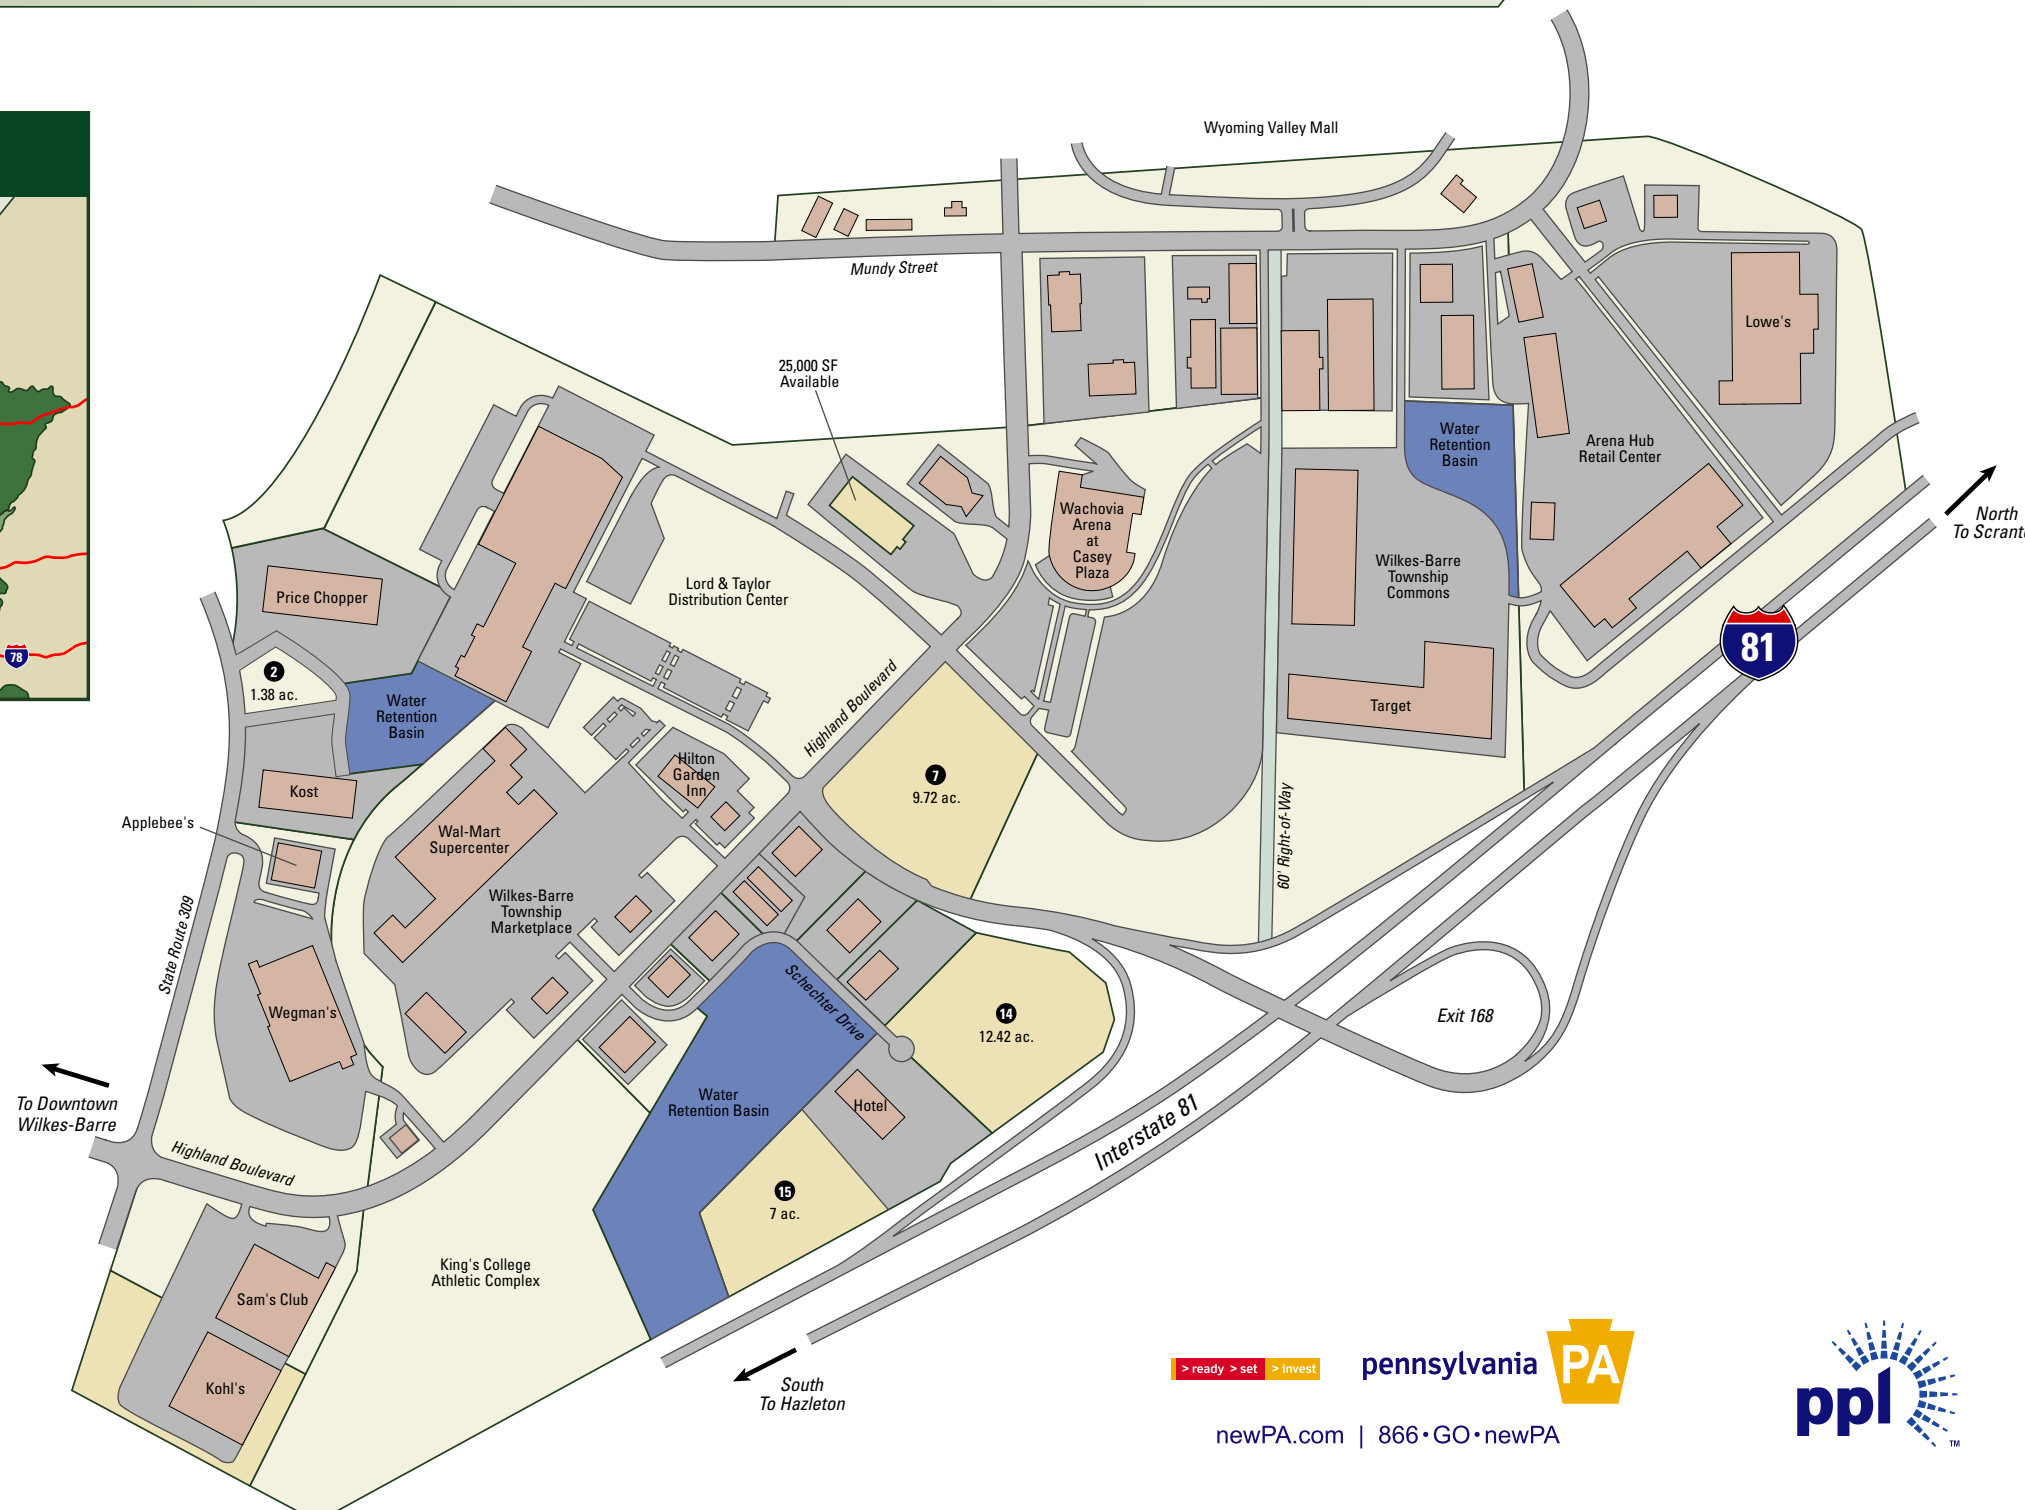 Wyoming Valley Mall
Mundy Street
25,000 SF
Available
Lowe's
Water
Retention
Basin
Arena Hub
Retail Center
Wachovia
Arena
at
Casey
Plaza
North
To Scrant
Wilkes-Barre
Township
Commons
Lord & Taylor
Distribution Center
Price Chopper
81
78
2
1.38 ac.
Water
Retention
Basin
Highland Boulevard
Target
Hilton
Garden
Inn
7
9.72 ac.
Kost
Applebee's
Wal-Mart
Supercenter
60' Right-of-Way
Wilkes-Barre
Township
Marketplace
State Route 309
Schechter Drive
Wegman's
14
12.42 ac.
Exit 168
To Downtown
Wilkes-Barre
Water
Retention Basin
Hotel
Interstate 81
Highland Boulevard
15
7 ac.
King's College
Athletic Complex
Sam's Club
Kohl's
South
To Hazleton
> ready > set > invest
pennsylvania
PA
newPA.com | 866•GO•newPA
ppl
TM